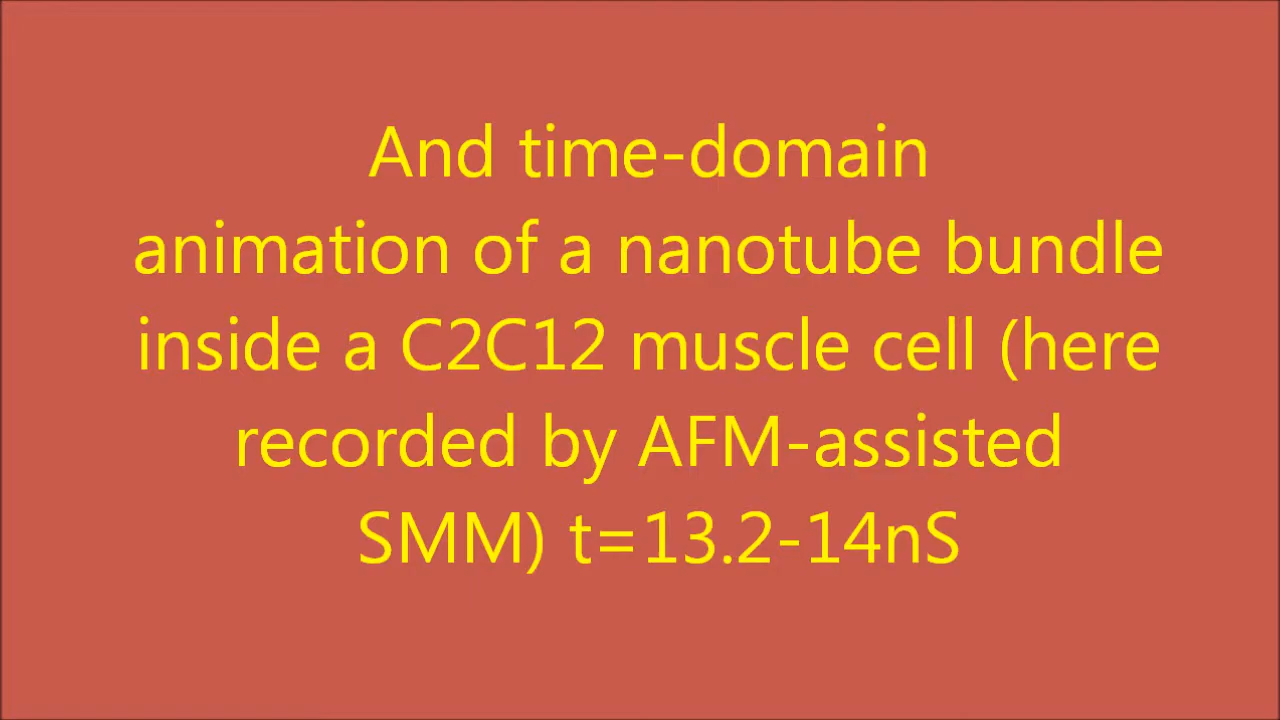 And time-domain
animation of a nanotube bundle
inside a C2C12 muscle cell (here
recorded by AFM-assisted
SMM) t=13.2-14nS